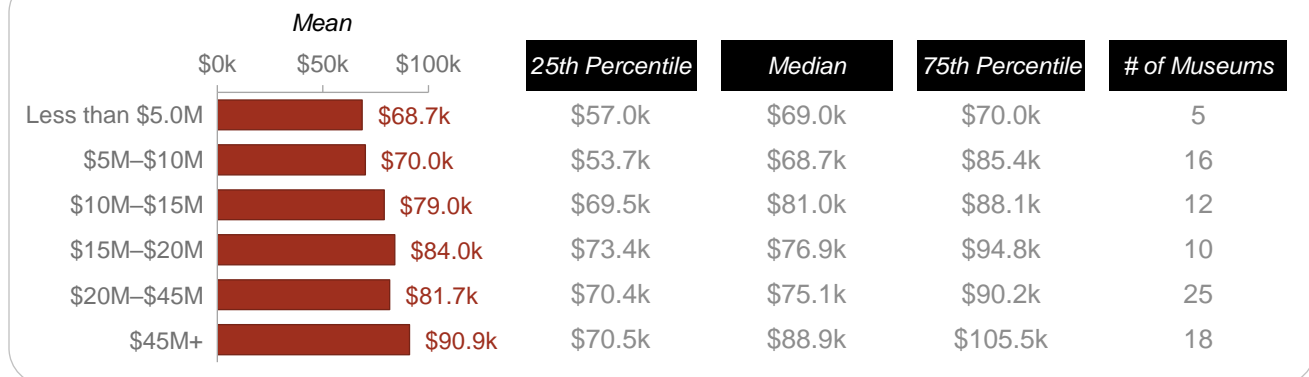 Mean
$0k $50k $100k 25th Percentile Median 75th Percentile # of Museums
Less than $5.0M $68.7k $57.0k $69.0k $70.0k 5
$5M–$10M $70.0k $53.7k $68.7k $85.4k 16
$10M–$15M $79.0k $69.5k $81.0k $88.1k 12
$15M–$20M $84.0k $73.4k $76.9k $94.8k 10
$20M–$45M $81.7k $70.4k $75.1k $90.2k 25
$45M+ $90.9k $70.5k $88.9k $105.5k 18